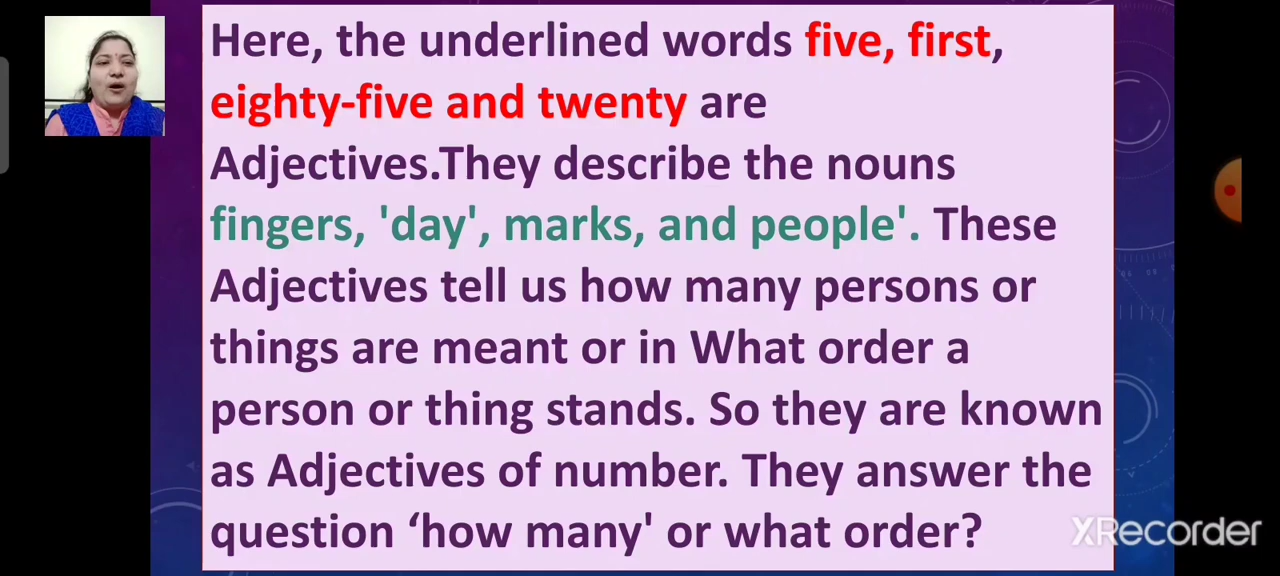 Here, the underlined words five, first,
eighty-five and twenty are
Adjectives.They describe the nouns
fingers, 'day', marks, and people'. These
Adjectives tell us how many persons or
things are meant or in What order a
person or thing stands. So they are known
as Adjectives of number. They answer the
question ‘how many' or what order?
XRecorder